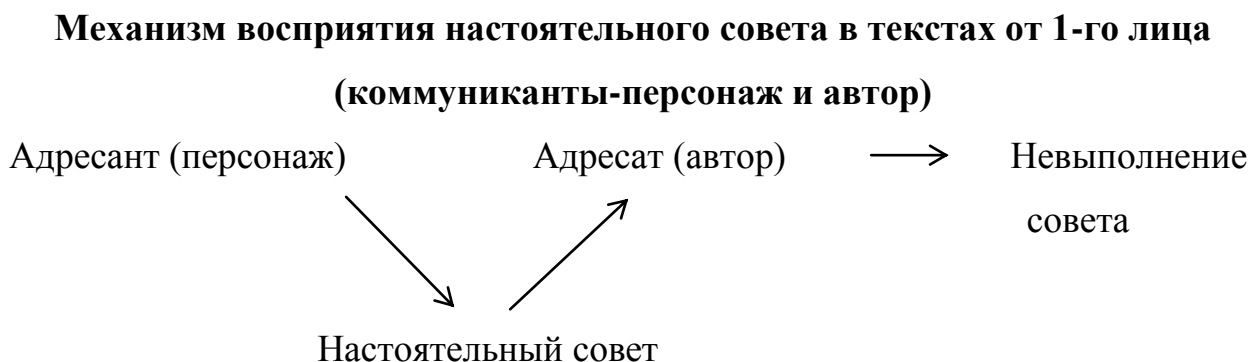 Механизм восприятия настоятельного совета в текстах от 1-го лица
(коммуниканты-персонаж и автор)
Адресант (персонаж) Адресат (автор) Невыполнение
совета
Настоятельный совет